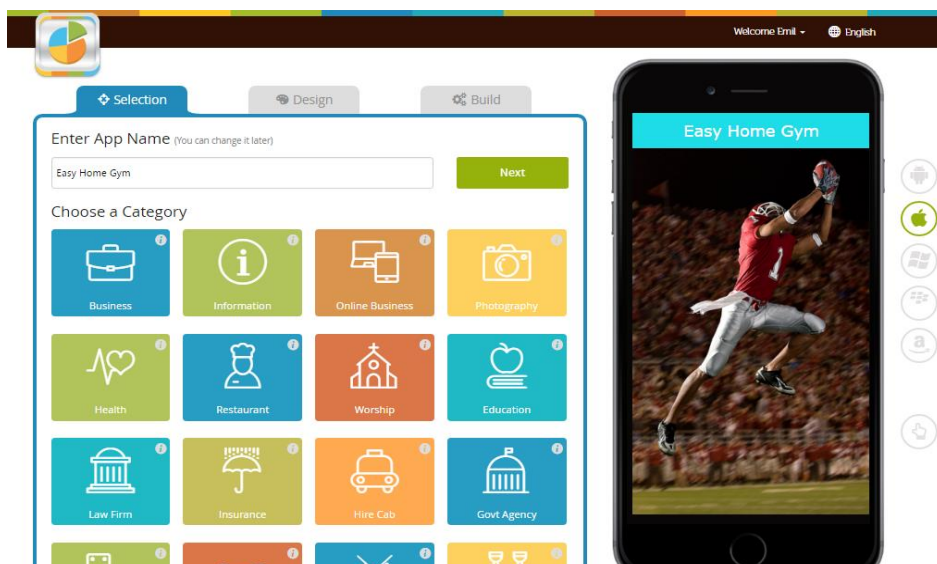 Welcome Emil
English
Selection
Design
Build
Enter App Name (You can change it later)
Easy Home Gym
Next
Choose a Category
Business
Information
Online Business
Photography
Health
Restaurant
Worship
Education
Law Firm
Insurance
Hire Cab
Govt Agency
Easy Home Gym
1
a